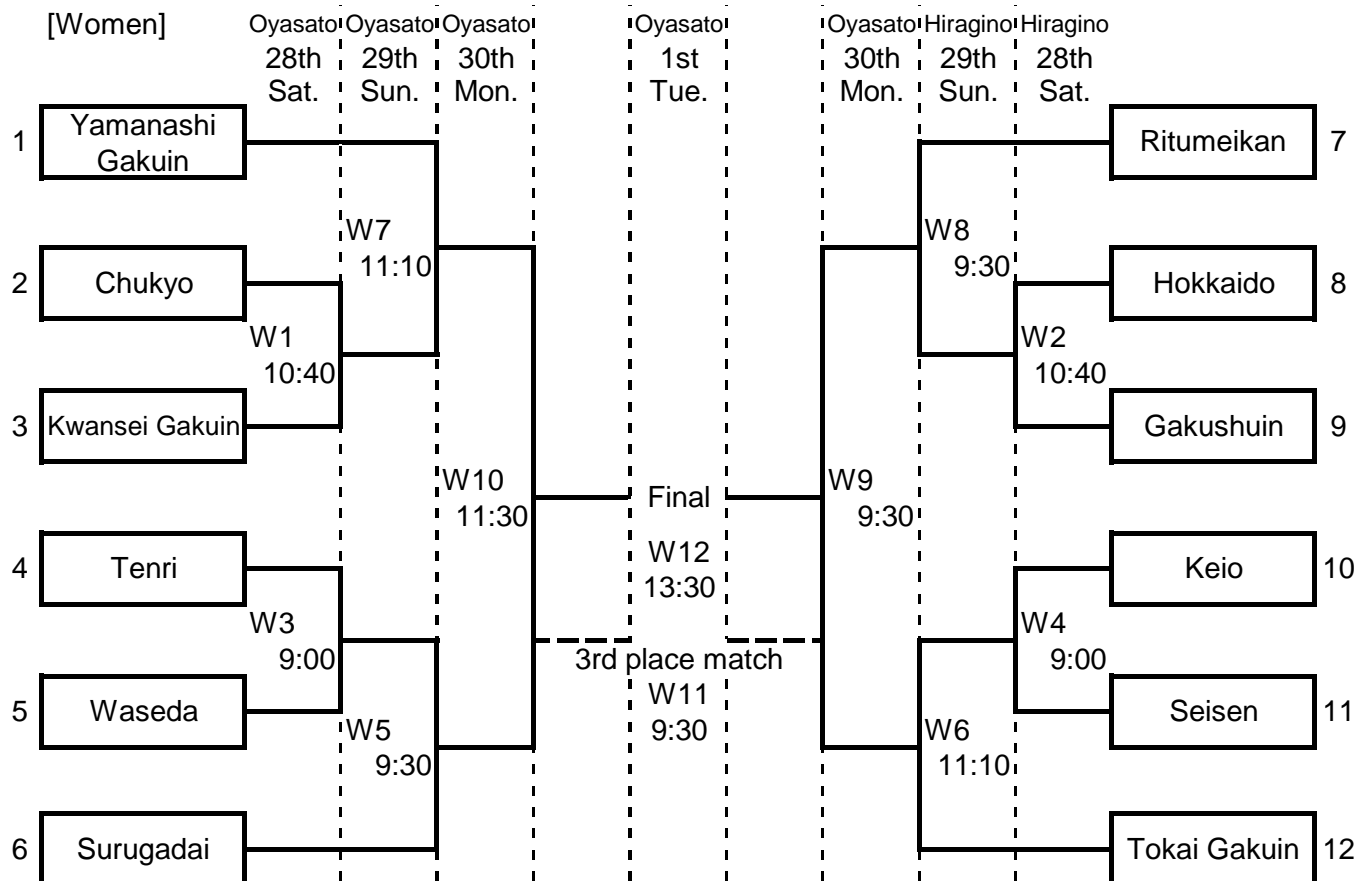 [Women]
Oyasato Oyasato Oyasato Oyasato Oyasato Hiragino Hiragino
28th 29th 30th 1st 30th 29th 28th
Sat. Sun. Mon. Tue. Mon. Sun. Sat.
1 Yamanashi
Gakuin
Ritumeikan 7
W7
11:10
W8
9:30
2 Chukyo
Hokkaido 8
W1
10:40
W2
10:40
3 Kwansei Gakuin
Gakushuin 9
W10
11:30
Final
W9
9:30
W12
13:30
4 Tenri
Keio 10
W3
9:00
W4
9:00
3rd place match
W11
9:30
5 Waseda
Seisen 11
W5
9:30
W6
11:10
6 Surugadai
Tokai Gakuin 12